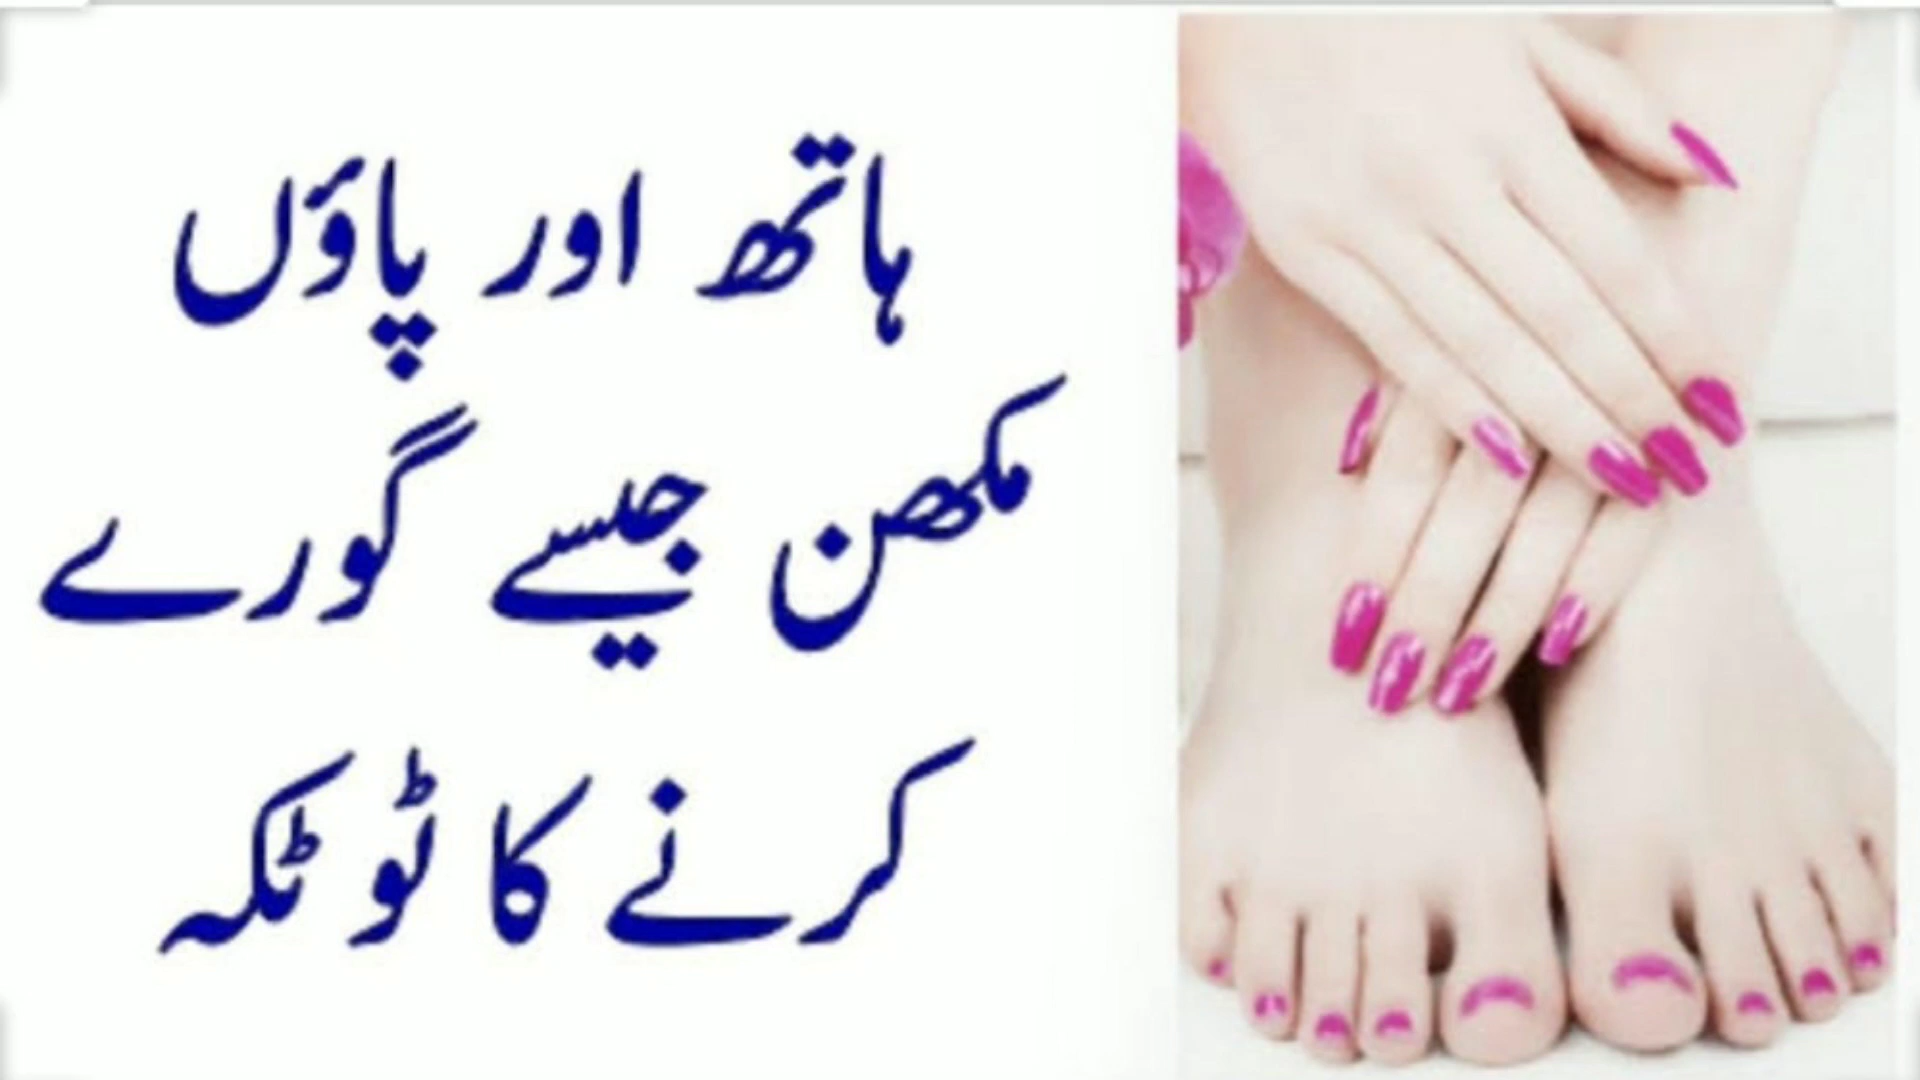 ہاتھ اور پاؤں
مکھن جیسے گورے
کرنے کا ٹوٹکہ